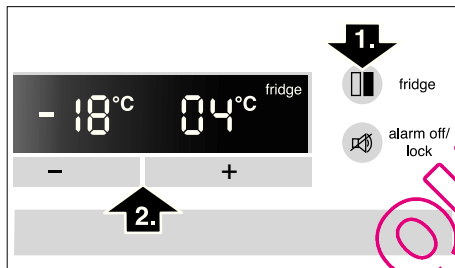 1.
fridge
-18°C 04°C
fridge
alarm off/
lock
- +
2.